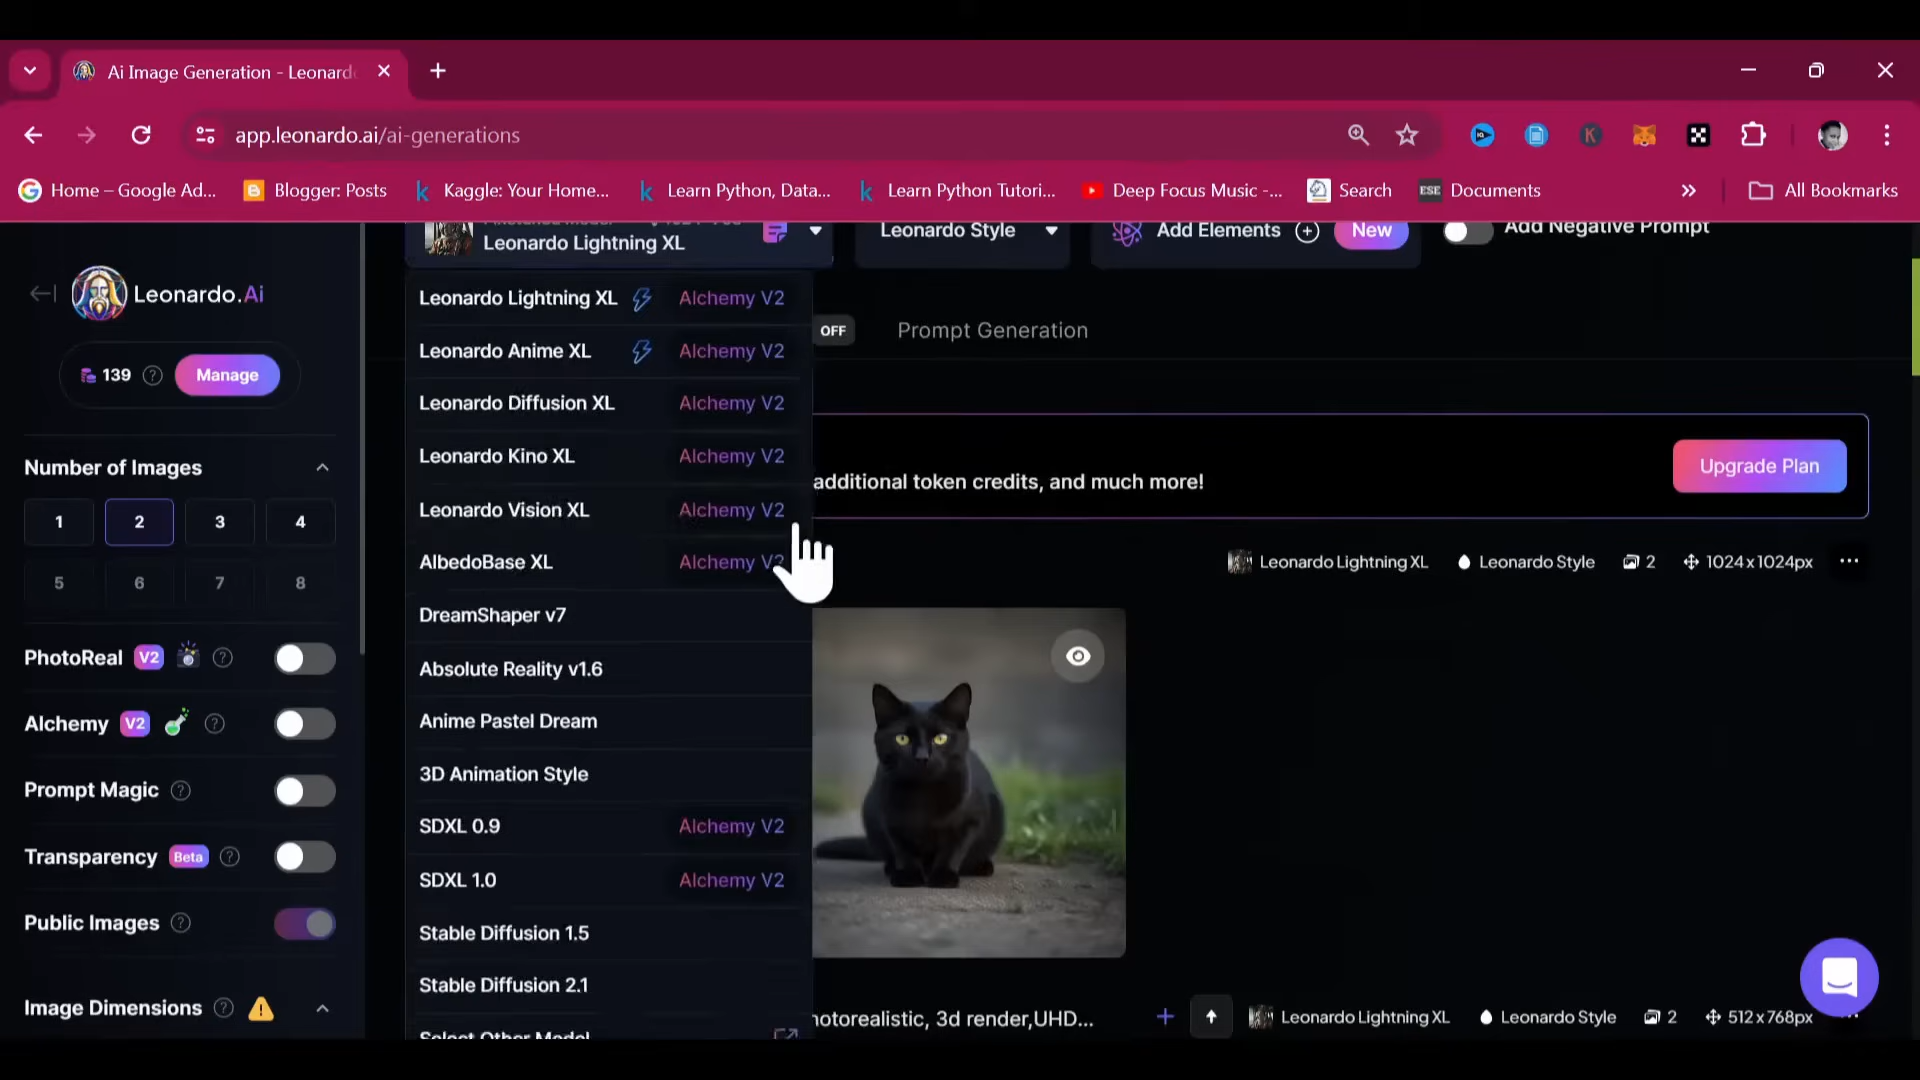 Ai Image Generation - Leonard
app.leonardo.ai/ai-generations
Home – Google Ad...
Blogger: Posts
Kaggle: Your Home...
Learn Python, Data...
Learn Python Tutori...
Deep Focus Music -...
Search
ESE Documents
All Bookmarks
Leonardo Lightning XL
Leonardo Style
Add Elements
New
Add Negative Prompt
Leonardo.Ai
139
Manage
Number of Images
1 2 3 4
5 6 7 8
PhotoReal V2
Alchemy V2
Prompt Magic
Transparency Beta
Public Images
Image Dimensions
Leonardo Lightning XL Alchemy V2
Leonardo Anime XL Alchemy V2
Leonardo Diffusion XL Alchemy V2
Leonardo Kino XL Alchemy V2
Leonardo Vision XL Alchemy V2
AlbedoBase XL Alchemy V2
DreamShaper v7
Absolute Reality v1.6
Anime Pastel Dream
3D Animation Style
SDXL 0.9 Alchemy V2
SDXL 1.0 Alchemy V2
Stable Diffusion 1.5
Stable Diffusion 2.1
Select Other Model
OFF
Prompt Generation
additional token credits, and much more!
Upgrade Plan
Leonardo Lightning XL Leonardo Style 2 1024x1024px
hotorealistic, 3d render,UHD...
Leonardo Lightning XL Leonardo Style 2 512x768px